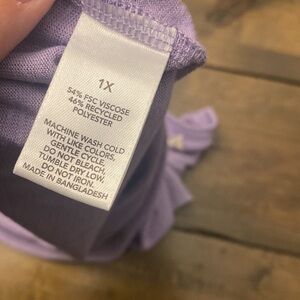 1X
54% FSC VISCOSE
46% RECYCLED
POLYESTER
MACHINE WASH COLD
WITH LIKE COLORS,
GENTLE CYCLE.
DO NOT BLEACH,
TUMBLE DRY LOW.
DO NOT IRON.
MADE IN BANGLADESH